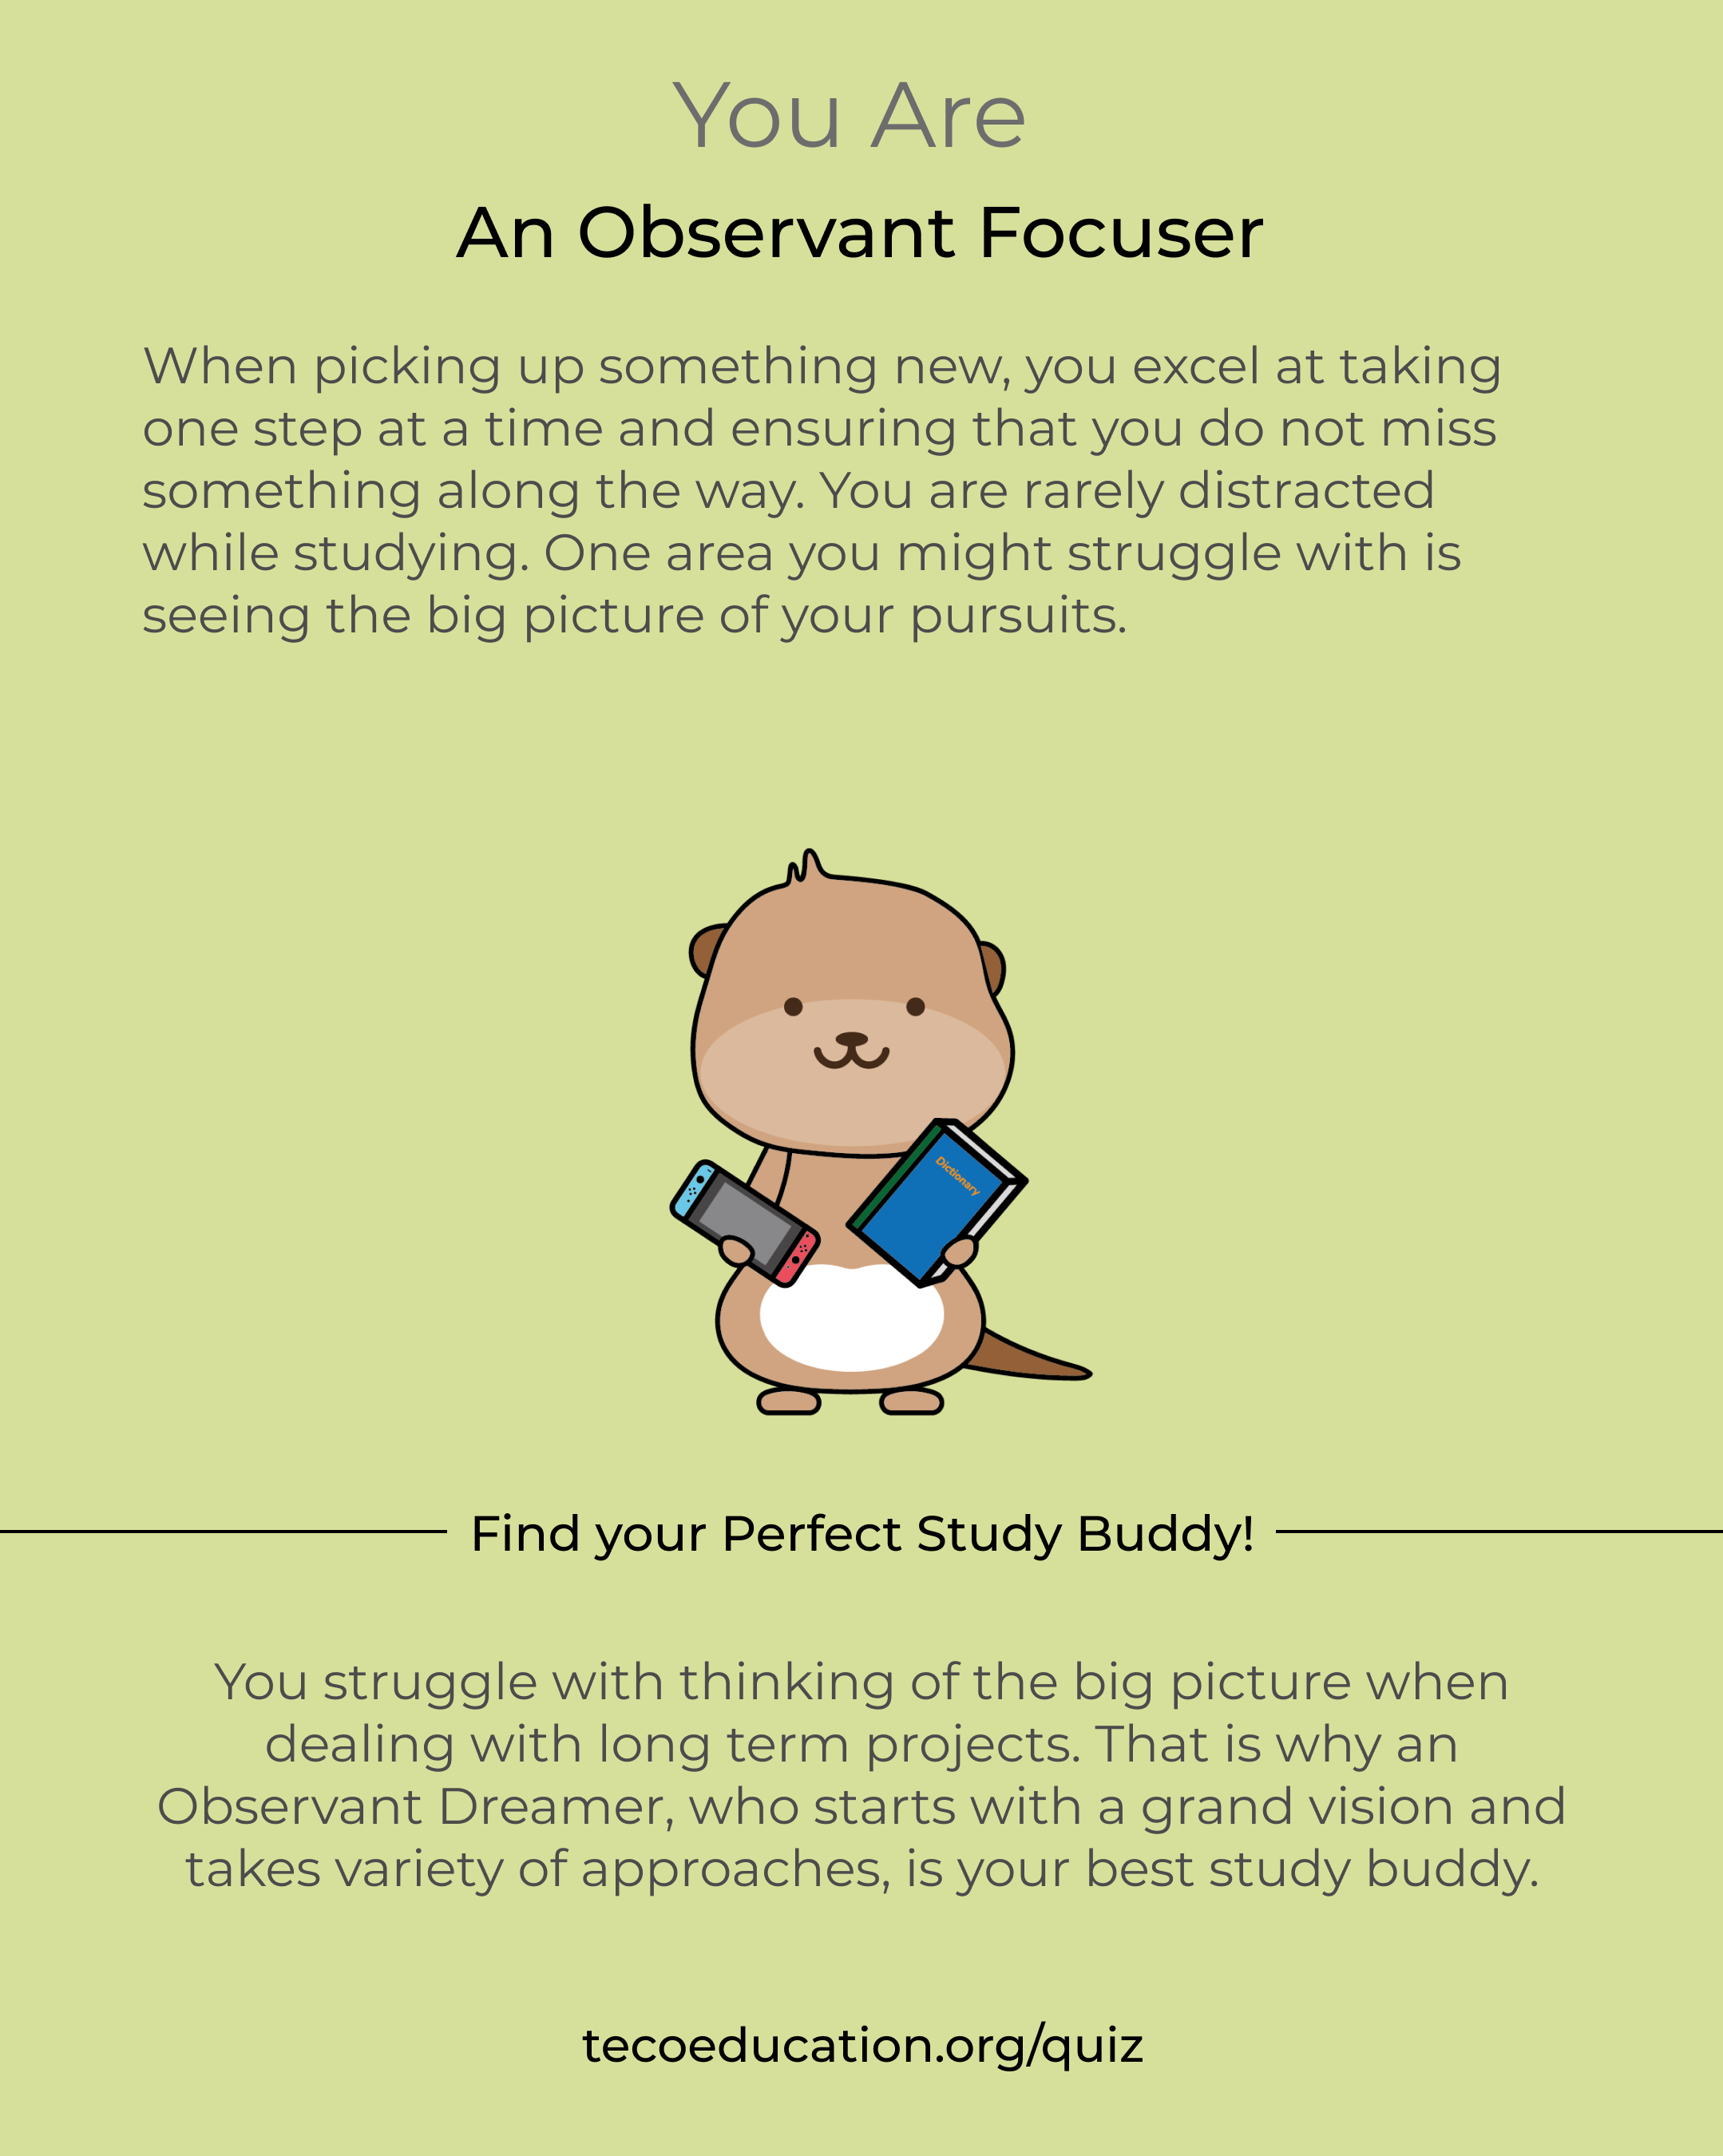 You Are
An Observant Focuser
When picking up something new, you excel at taking
one step at a time and ensuring that you do not miss
something along the way. You are rarely distracted
while studying. One area you might struggle with is
seeing the big picture of your pursuits.
Dictionary
Find your Perfect Study Buddy!
You struggle with thinking of the big picture when
dealing with long term projects. That is why an
Observant Dreamer, who starts with a grand vision and
takes variety of approaches, is your best study buddy.
tecoeducation.org/quiz